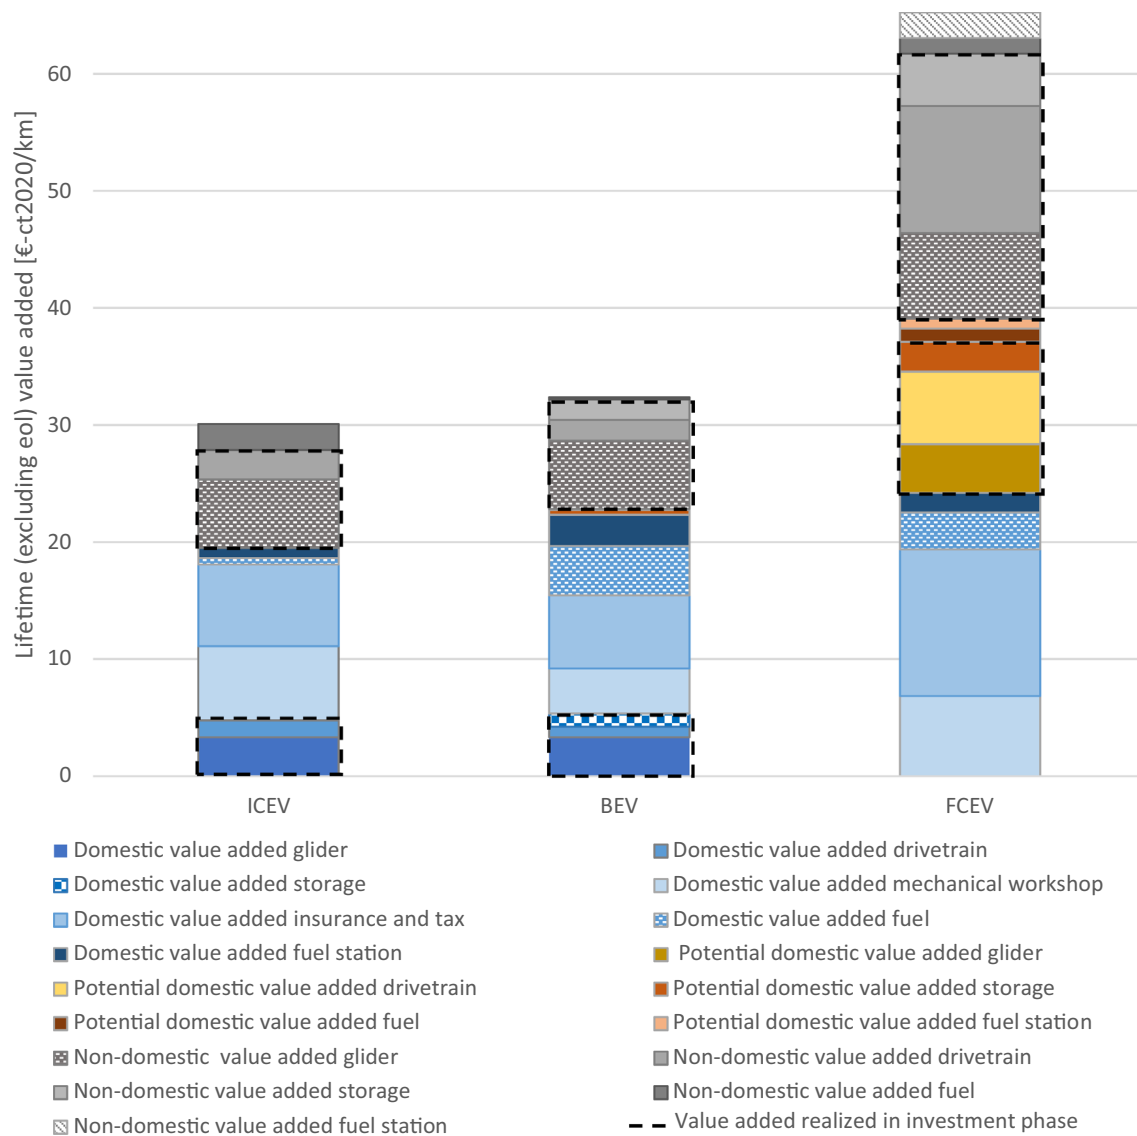 Lifetime (excluding eol) value added [€-ct2020/km]
60
50
40
30
20
10
0
ICEV BEV FCEV
Domestic value added glider
Domestic value added drivetrain
Domestic value added storage
Domestic value added mechanical workshop
Domestic value added insurance and tax
Domestic value added fuel
Domestic value added fuel station
Potential domestic value added glider
Potential domestic value added drivetrain
Potential domestic value added storage
Potential domestic value added fuel
Potential domestic value added fuel station
Non-domestic value added glider
Non-domestic value added drivetrain
Non-domestic value added storage
Non-domestic value added fuel
Non-domestic value added fuel station
Value added realized in investment phase